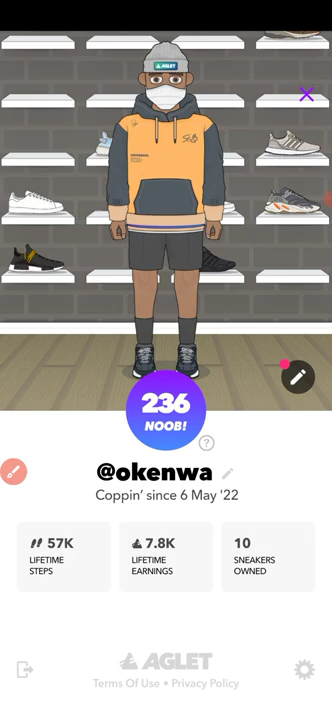 AGLET
236
NOOB!
?
@okenwa
Coppin' since 6 May '22
57K
LIFETIME
STEPS
7.8K
LIFETIME
EARNINGS
10
SNEAKERS
OWNED
AGLET
Terms Of Use • Privacy Policy